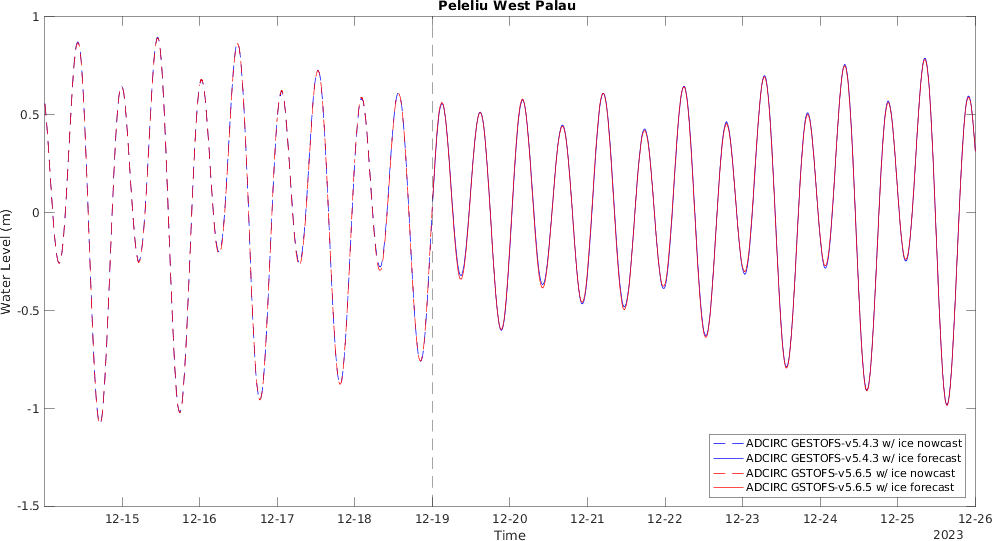 Peleliu West Palau
1
0.5
0
-0.5
-1
-1.5
Water Level (m)
ADCIRC GESTOFS-v5.4.3 w/ ice nowcast
ADCIRC GESTOFS-v5.4.3 w/ ice forecast
ADCIRC GSTOFS-v5.6.5 w/ ice nowcast
ADCIRC GSTOFS-v5.6.5 w/ ice forecast
12-15 12-16 12-17 12-18 12-19 12-20 12-21 12-22 12-23 12-24 12-25 12-26
Time
2023